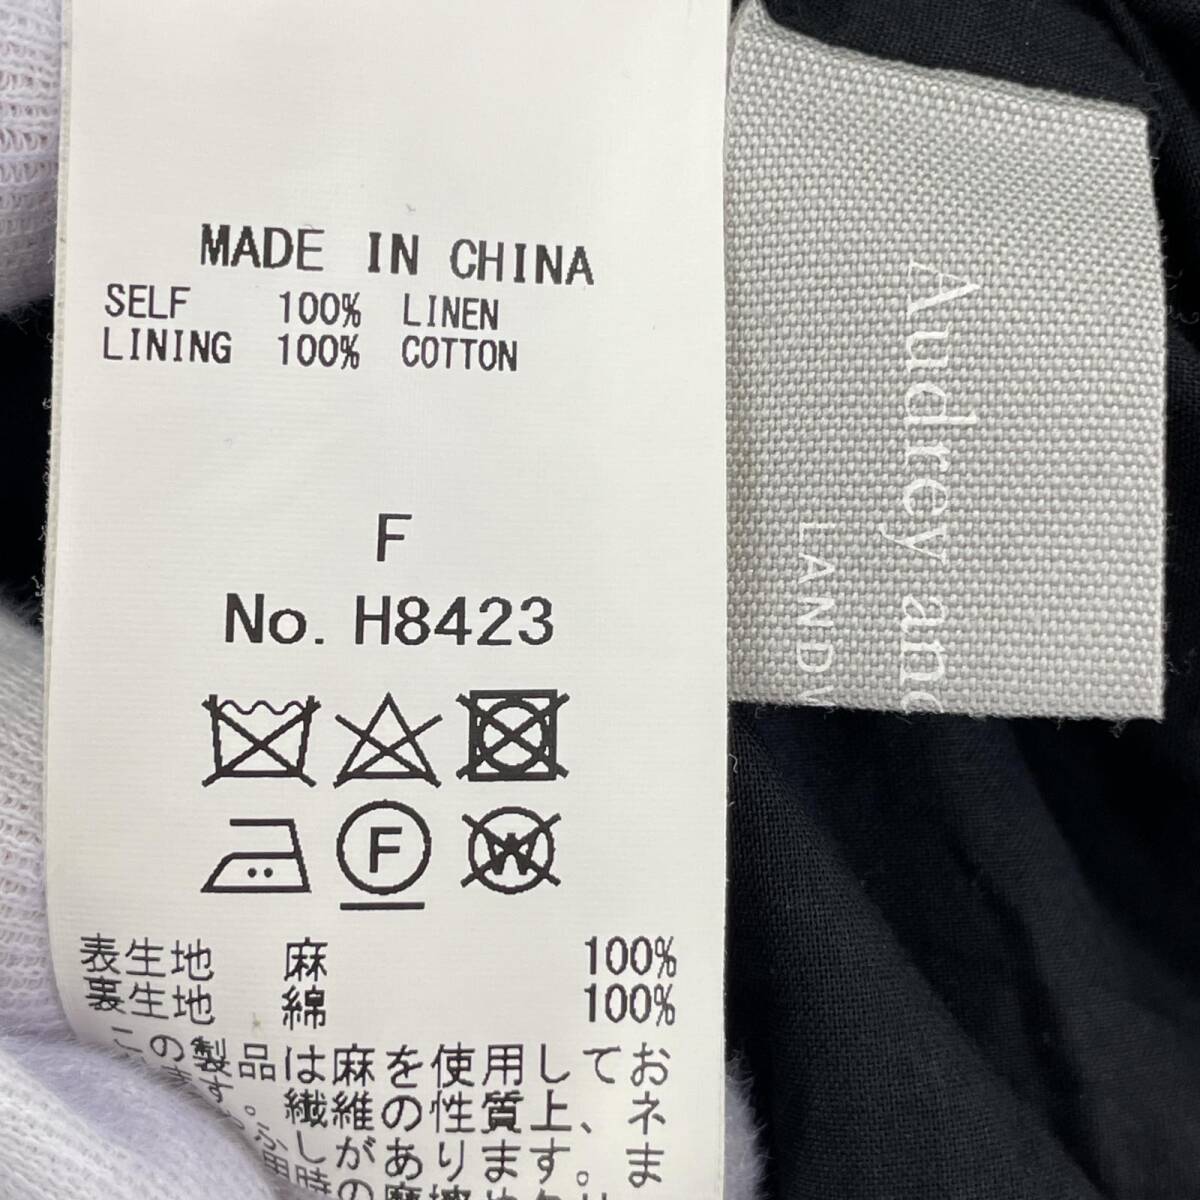 MADE IN CHINA
SELF 100% LINEN
LINING 100% COTTON
F
No. H8423
F
W
表生地 麻 100%
裏生地 綿 100%
この製品は麻を使用してお
す。繊維の性質上、ネ
しがあります。ま
Audrey and
LAND